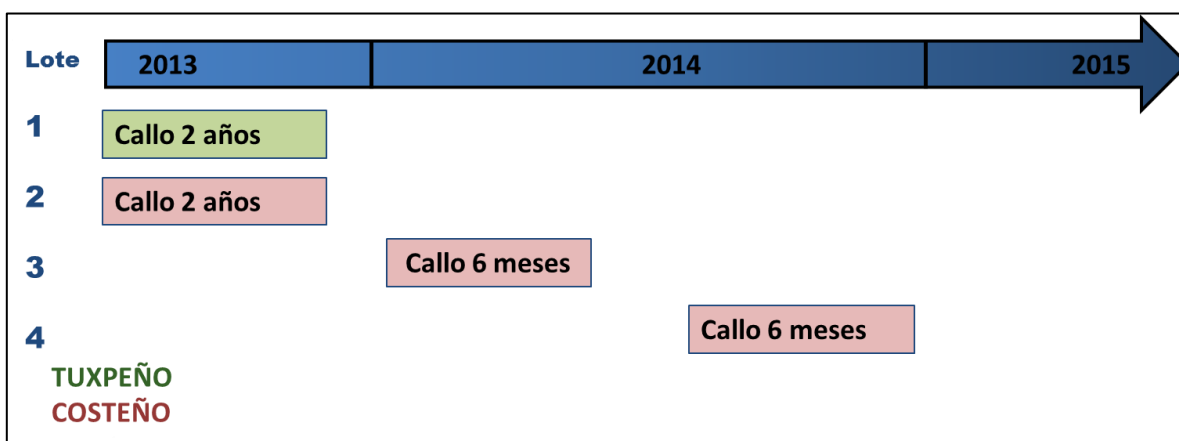 Lote 2013 2014 2015
1 Callo 2 años
2 Callo 2 años
3 Callo 6 meses
4 Callo 6 meses
TUXPEÑO
COSTEÑO